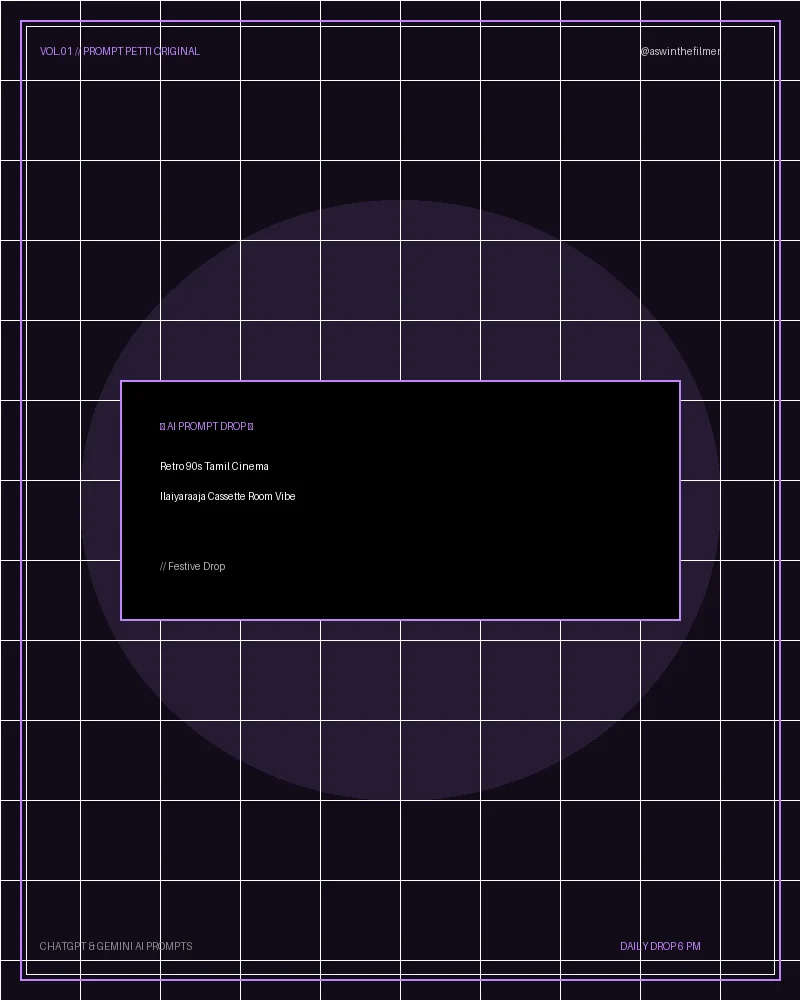 VOL.01 // PROMPT PETTI ORIGINAL
@aswinthefilmer
AI PROMPT DROP
Retro 90s Tamil Cinema
Ilaiyaraaja Cassette Room Vibe
// Festive Drop
CHATGPT & GEMINI AI PROMPTS
DAILY DROP 6 PM